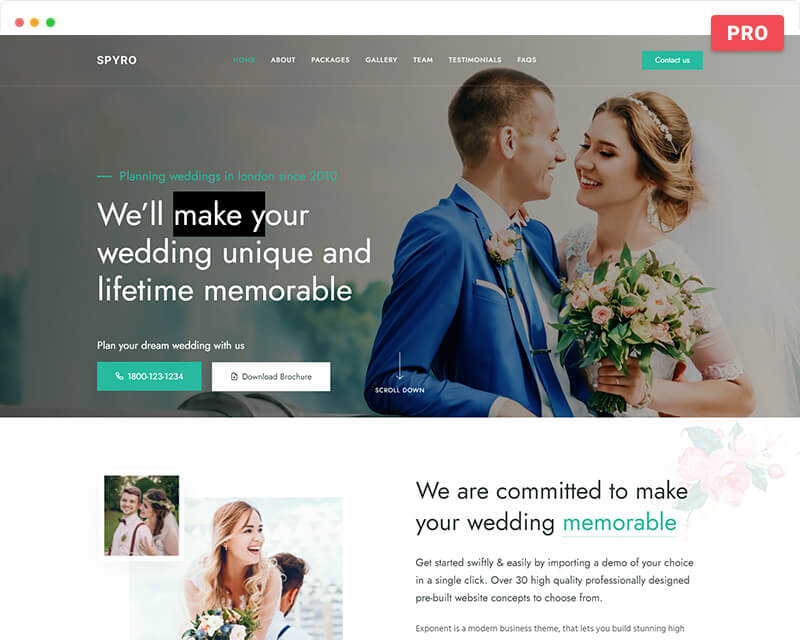 PRO
SPYRO
HOME ABOUT PACKAGES GALLERY TEAM TESTIMONIALS FAQS
Contact us
Planning weddings in london since 2010
We'll make your
wedding unique and
lifetime memorable
Plan your dream wedding with us
1800-123-1234
Download Brochure
SCROLL DOWN
We are committed to make
your wedding memorable
Get started swiftly & easily by importing a demo of your choice
in a single click. Over 30 high quality professionally designed
pre-built website concepts to choose from.
Exponent is a modern business theme, that lets you build stunning high